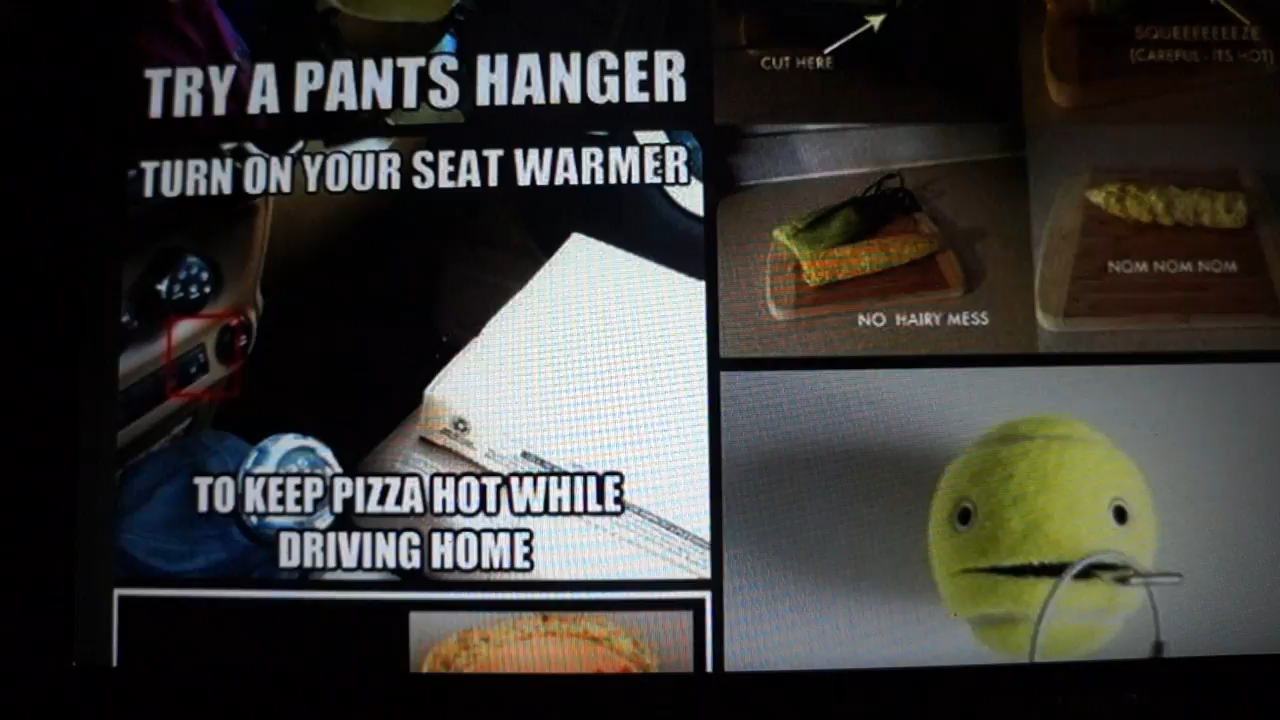 TRY A PANTS HANGER
TURN ON YOUR SEAT WARMER
TO KEEP PIZZA HOT WHILE
DRIVING HOME
CUT HERE
SQUEEEEEEZE
(CAREFUL - ITS HOT)
NO HAIRY MESS
NOM NOM NOM